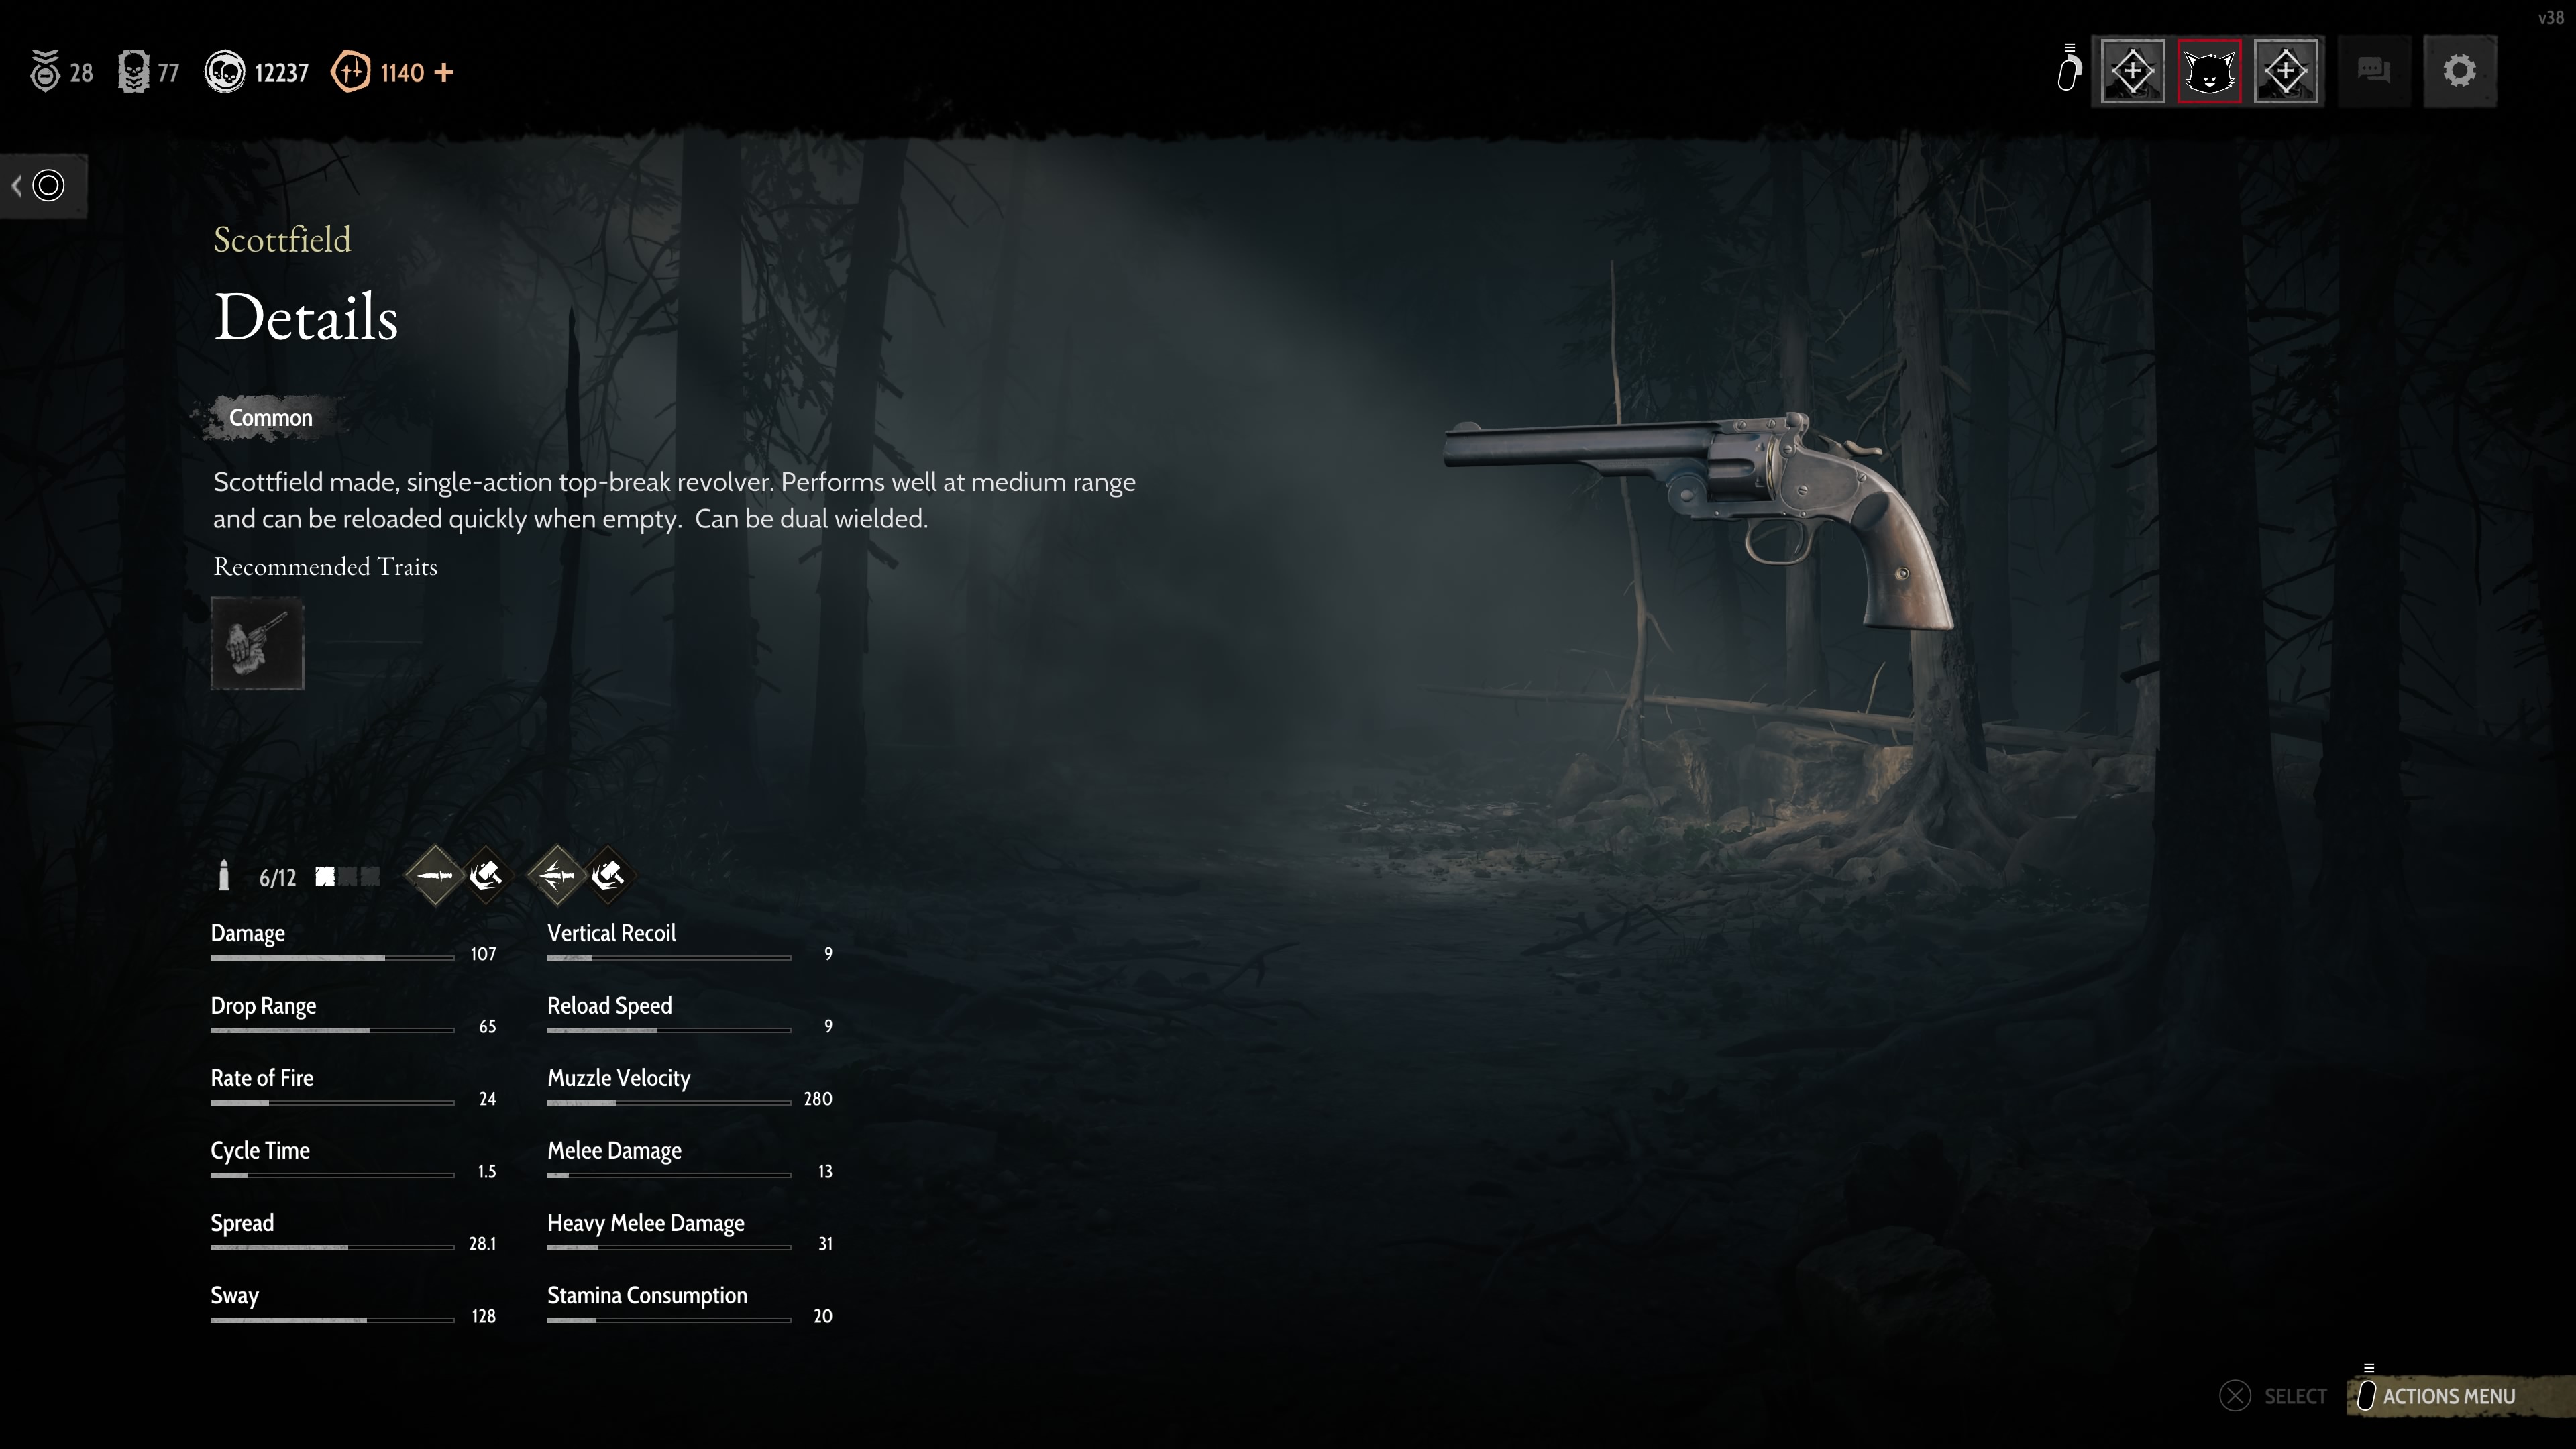 v38
28 77 12237 1140 +
Scottfield
Details
Common
Scottfield made, single-action top-break revolver. Performs well at medium range
and can be reloaded quickly when empty.  Can be dual wielded.
Recommended Traits
6/12
Damage
107
Drop Range
65
Rate of Fire
24
Cycle Time
1.5
Spread
28.1
Sway
128
Vertical Recoil
9
Reload Speed
9
Muzzle Velocity
280
Melee Damage
13
Heavy Melee Damage
31
Stamina Consumption
20
SELECT
ACTIONS MENU